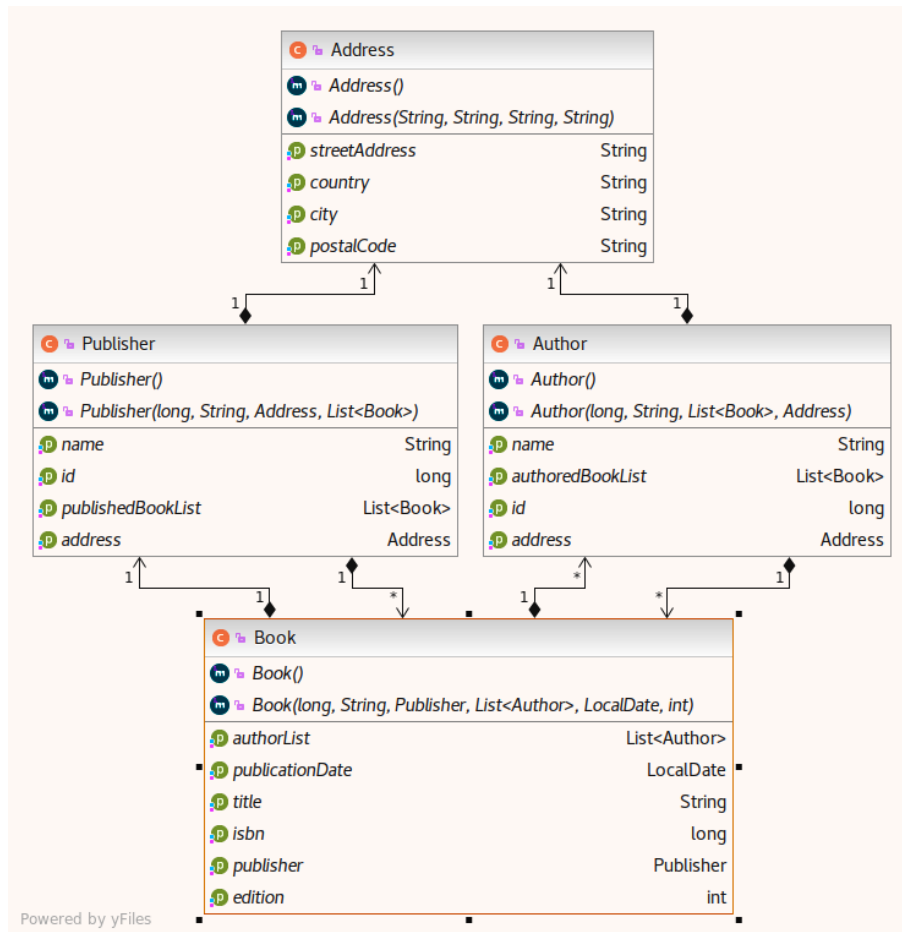 Address
Address()
Address(String, String, String, String)
streetAddress String
country String
city String
postalCode String
1 1
1 1
Publisher
Publisher()
Publisher(long, String, Address, List<Book>)
name String
id long
publishedBookList List<Book>
address Address
Author
Author()
Author(long, String, List<Book>, Address)
name String
authoredBookList List<Book>
id long
address Address
1 1 * 1
1 * 1 *
Book
Book()
Book(long, String, Publisher, List<Author>, LocalDate, int)
authorList List<Author>
publicationDate LocalDate
title String
isbn long
publisher Publisher
edition int
Powered by yFiles